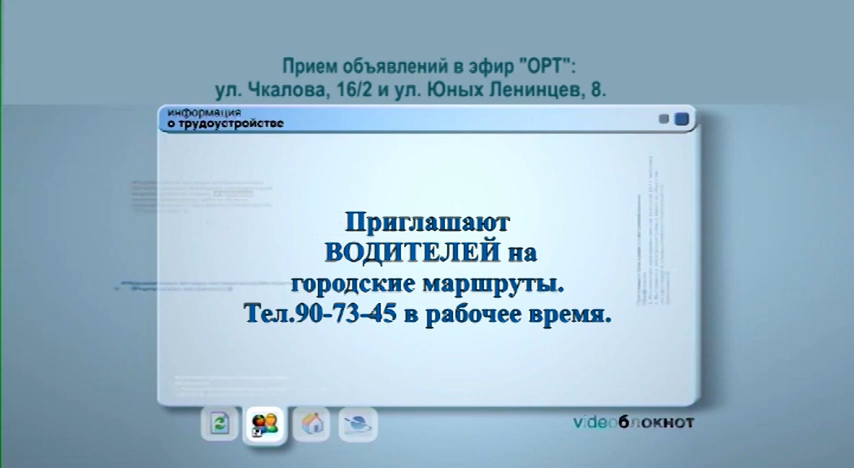 Прием объявлений в эфир "ОРТ":
ул. Чкалова, 16/2 и ул. Юных Ленинцев, 8.
информация
о трудоустройстве
Приглашают
ВОДИТЕЛЕЙ на
городские маршруты.
Тел.90-73-45 в рабочее время.
videoблокнот